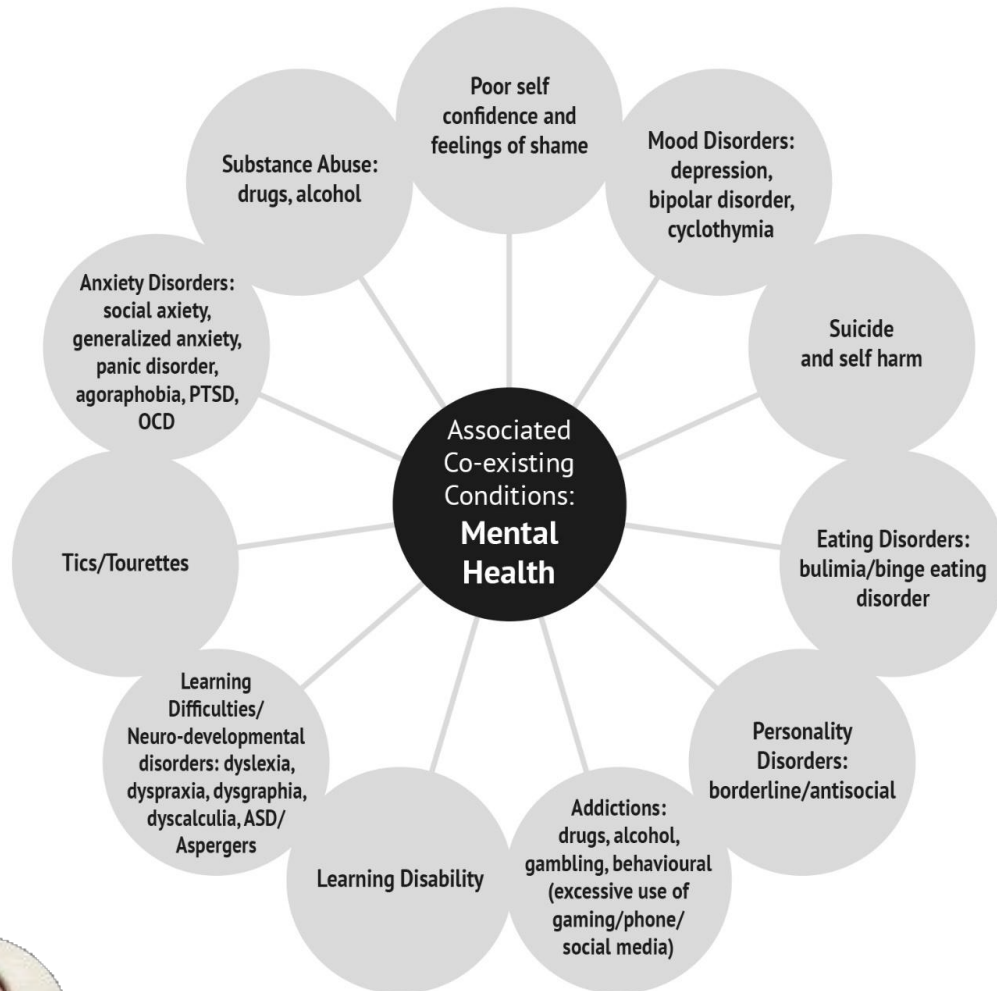 Poor self
confidence and
feelings of shame
Mood Disorders:
depression,
bipolar disorder,
cyclothymia
Suicide
and self harm
Eating Disorders:
bulimia/binge eating
disorder
Personality
Disorders:
borderline/antisocial
Addictions:
drugs, alcohol,
gambling, behavioural
(excessive use of
gaming/phone/
social media)
Learning Disability
Learning
Difficulties/
Neuro-developmental
disorders: dyslexia,
dyspraxia, dysgraphia,
dyscalculia, ASD/
Aspergers
Tics/Tourettes
Anxiety Disorders:
social axiety,
generalized anxiety,
panic disorder,
agoraphobia, PTSD,
OCD
Substance Abuse:
drugs, alcohol
Associated
Co-existing
Conditions:
Mental
Health